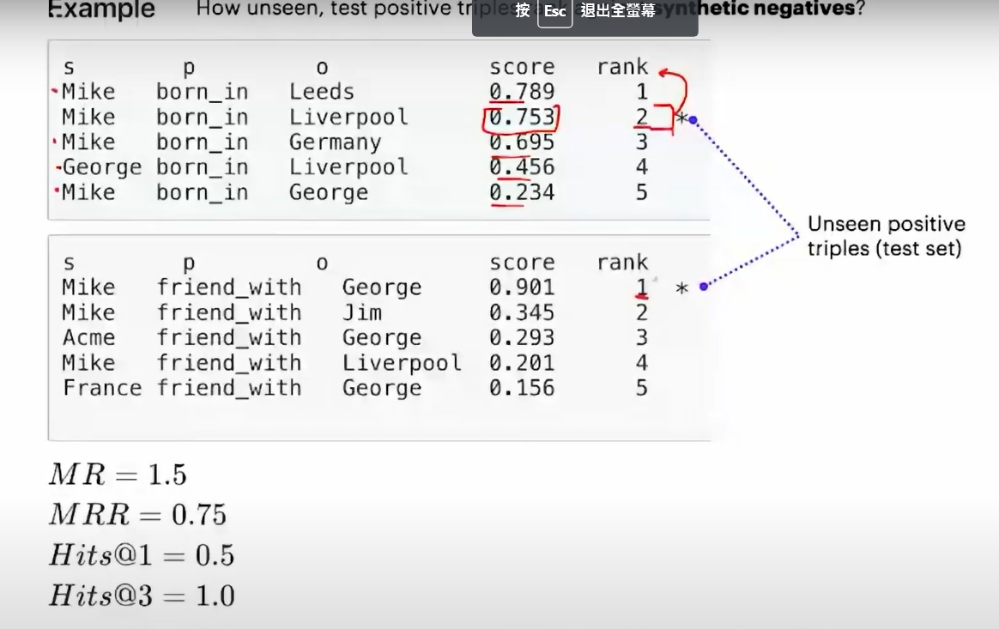 Example How unseen, test positive triples synthetic negatives?
按 Esc 退出全螢幕
s p o score rank
Mike born_in Leeds 0.789 1
Mike born_in Liverpool 0.753 2 *
Mike born_in Germany 0.695 3
George born_in Liverpool 0.456 4
Mike born_in George 0.234 5
s p o score rank
Mike friend_with George 0.901 1 *
Mike friend_with Jim 0.345 2
Acme friend_with George 0.293 3
Mike friend_with Liverpool 0.201 4
France friend_with George 0.156 5
Unseen positive
triples (test set)
MR = 1.5
MRR = 0.75
Hits@1 = 0.5
Hits@3 = 1.0